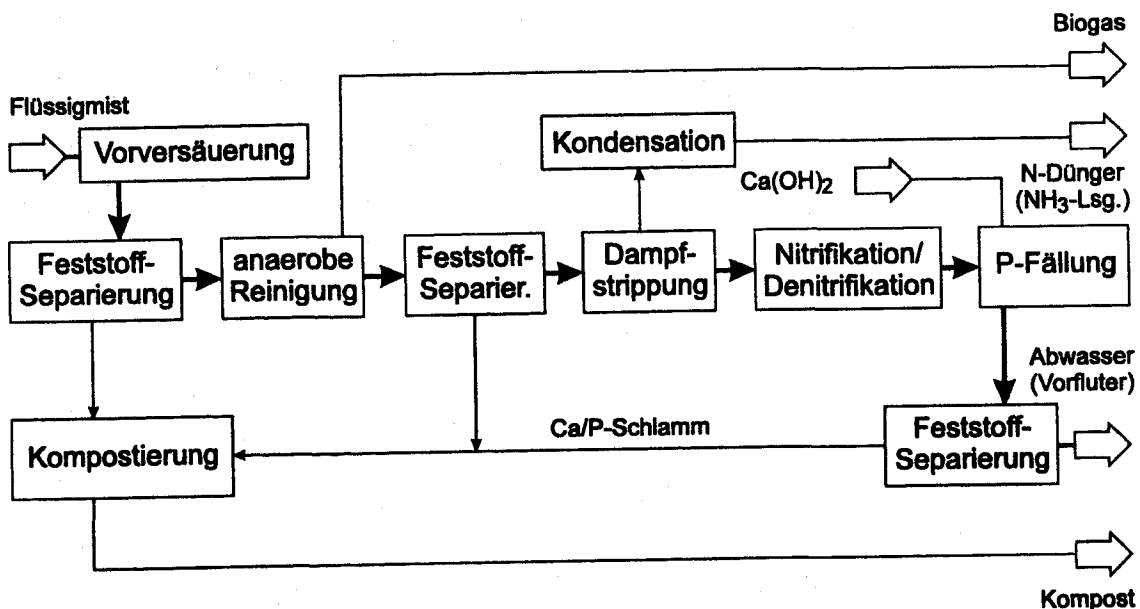 Biogas
Flüssigmist
Vorversäuerung
Kondensation
Ca(OH)2
N-Dünger
(NH3-Lsg.)
Feststoff-
Separierung
anaerobe
Reinigung
Feststoff-
Separier.
Dampf-
strippung
Nitrifikation/
Denitrifikation
P-Fällung
Abwasser
(Vorfluter)
Kompostierung
Ca/P-Schlamm
Feststoff-
Separierung
Kompost